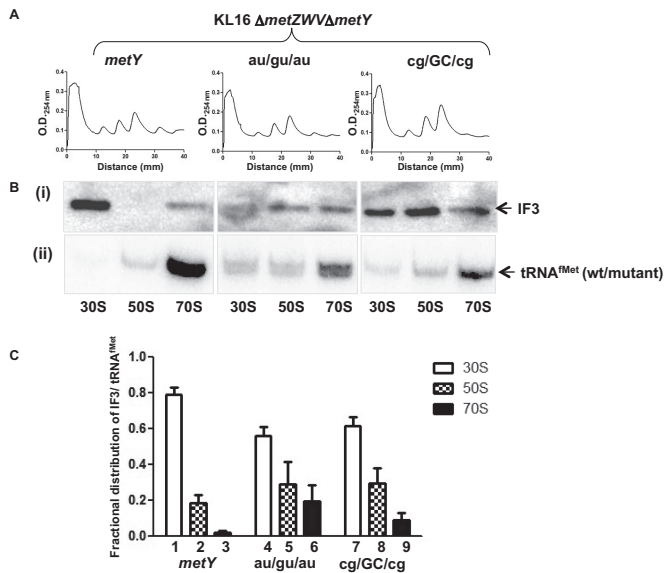 A
KL16 ΔmetZWVΔmetY
metY
au/gu/au
cg/GC/cg
O.D.254nm
0.4
0.3
0.2
0.1
0.0
0 10 20 30 40
Distance (mm)
O.D.254nm
0.4
0.3
0.2
0.1
0.0
0 10 20 30 40
Distance (mm)
O.D.254nm
0.4
0.3
0.2
0.1
0.0
0 10 20 30 40
Distance (mm)
B
(i)
IF3
(ii)
tRNAfMet (wt/mutant)
30S 50S 70S 30S 50S 70S 30S 50S 70S
C
Fractional distribution of IF3/ tRNAfMet
1.0
0.8
0.6
0.4
0.2
0.0
30S
50S
70S
1 2 3 4 5 6 7 8 9
metY au/gu/au cg/GC/cg